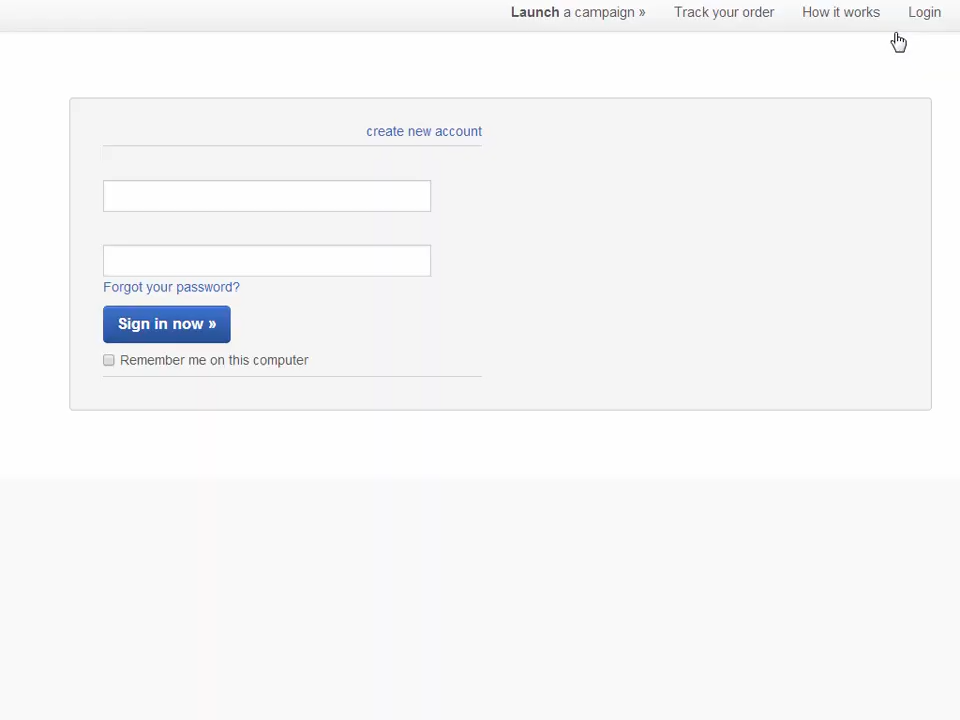 Launch a campaign » Track your order How it works Login
create new account
Forgot your password?
Sign in now »
Remember me on this computer